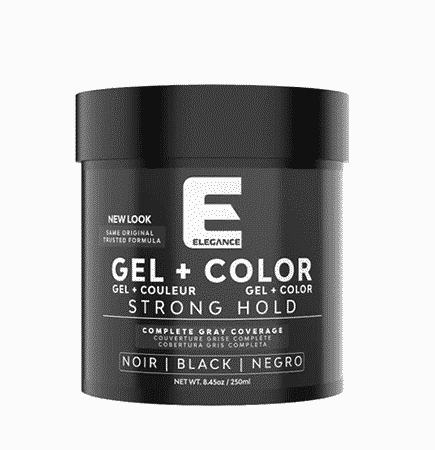 NEW LOOK
SAME ORIGINAL
TRUSTED FORMULA
E
ELEGANCE
GEL + COLOR
GEL + COULEUR GEL + COLOR
STRONG HOLD
COMPLETE GRAY COVERAGE
COUVERTURE GRISE COMPLÈTE
COBERTURA GRIS COMPLETA
NOIR | BLACK | NEGRO
NET WT. 8.45oz / 250ml